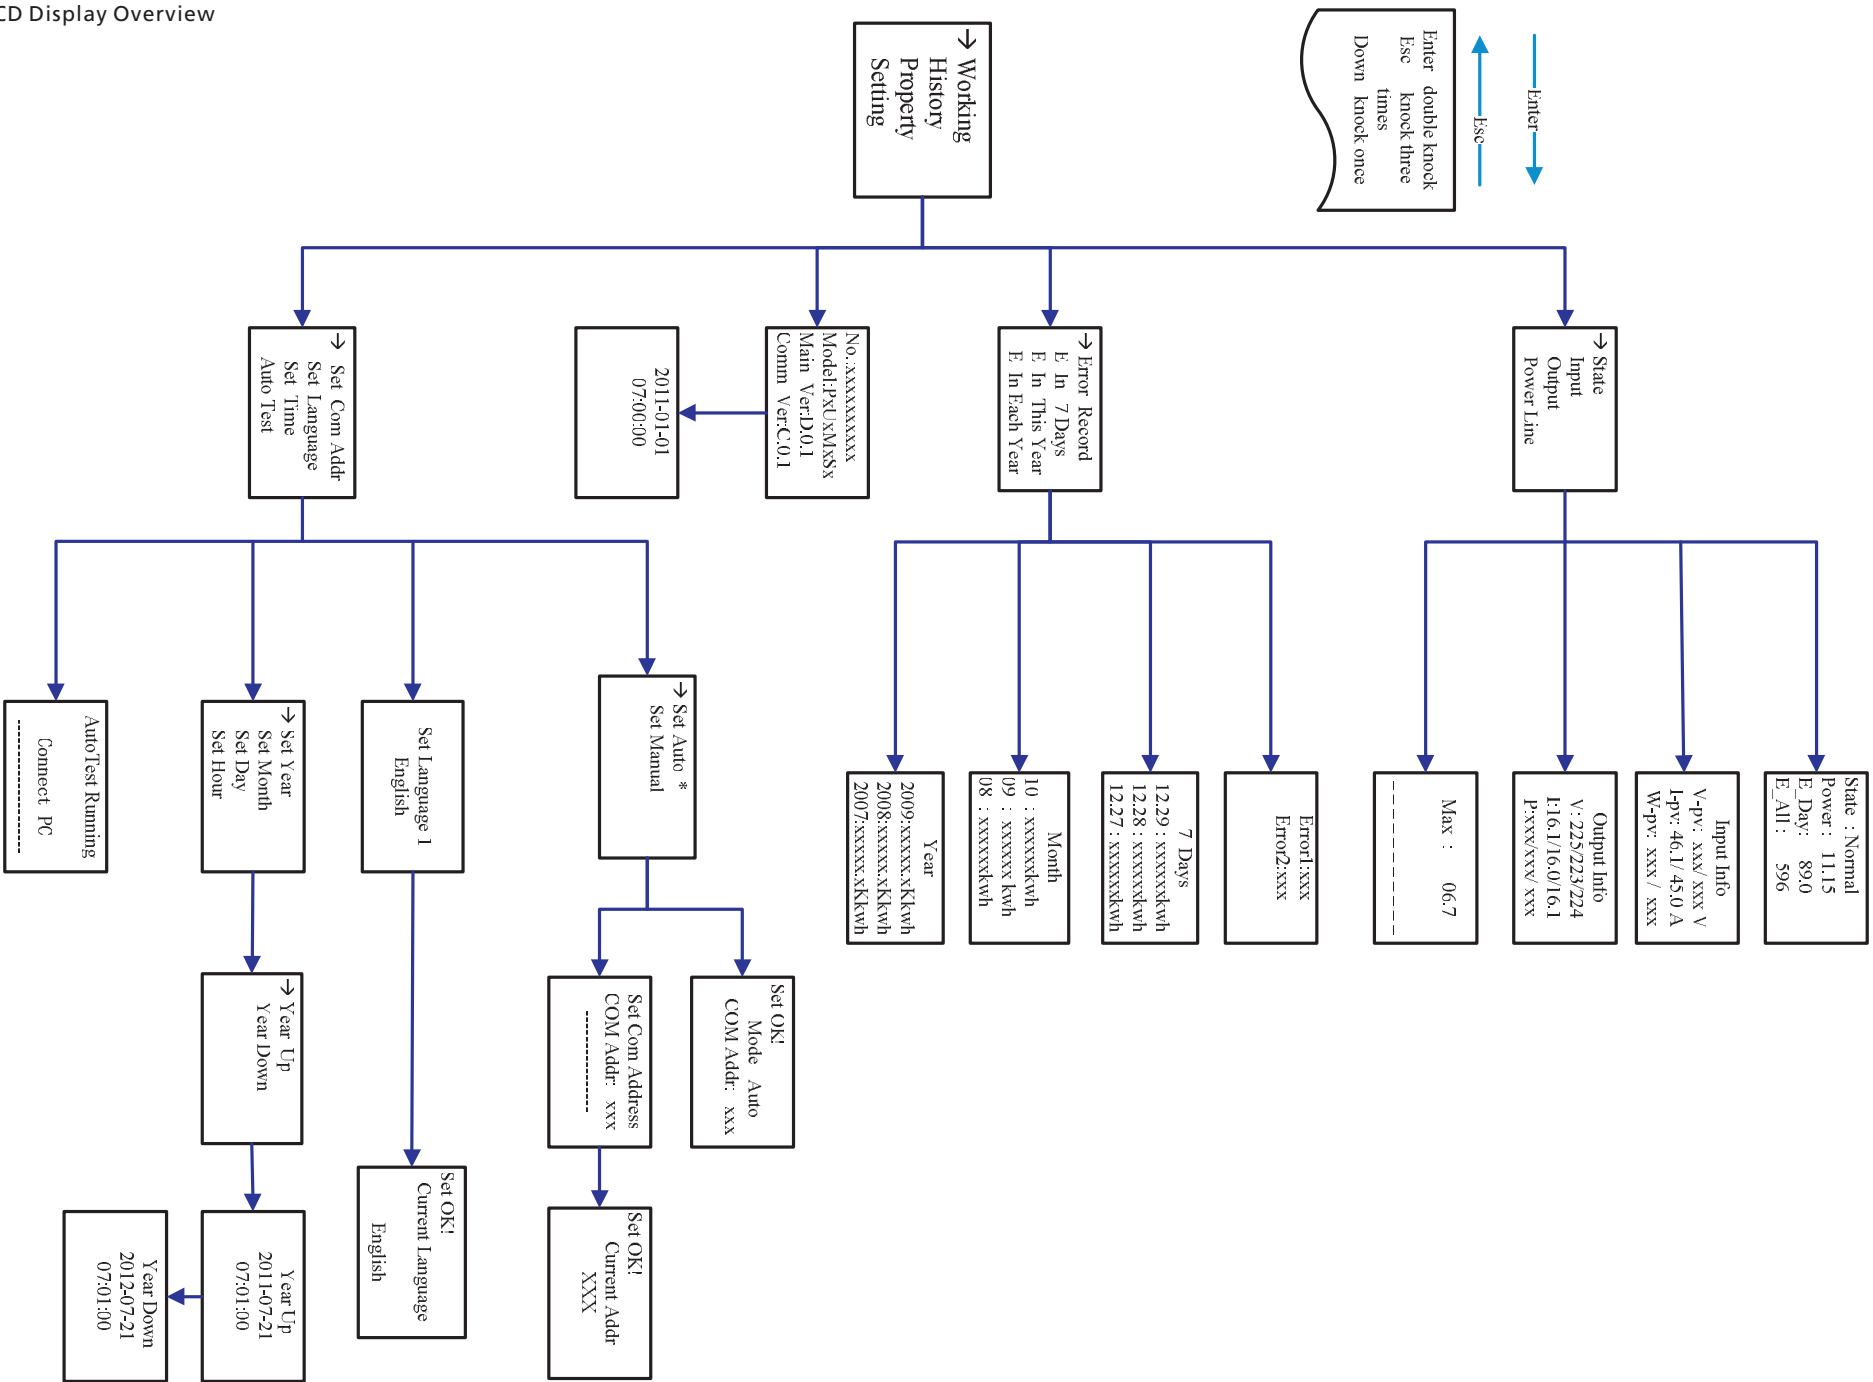 CD Display Overview
Enter double knock
Esc knock three
times
Down knock once
Enter
Esc
→ Working
History
Property
Setting
→ State
Input
Output
Power Line
→ Error Record
E In 7 Days
E In This Year
E In Each Year
No.:xxxxxxxxxx
Model:PxUxMxSx
Main Ver:D.0.1
Comm Ver:C.0.1
2011-01-01
07:00:00
→ Set Com Addr
Set Language
Set Time
Auto Test
State : Normal
Power : 11.15
E_Day: 89.0
E_All : 596
Input Info
V-pv: xxx/ xxx V
I-pv: 46.1/ 45.0 A
W-pv: xxx / xxx
Output Info
V: 225/223/224
I:16.1/16.0/16.1
P:xxx/xxx/ xxx
Max : 06.7
Error1:xxx
Error2:xxx
7 Days
12.29 : xxxxxxkwh
12.28 : xxxxxxkwh
12.27 : xxxxxxkwh
Month
10 : xxxxxxkwh
09 : xxxxxx kwh
08 : xxxxxxkwh
Year
2009:xxxxx.xKkwh
2008:xxxxx.xKkwh
2007:xxxxx.xKkwh
→ Set Auto *
Set Manual
Set OK!
Mode Auto
COM Addr: xxx
Set Com Address
COM Addr: xxx
Set OK!
Current Addr
XXX
Set Language 1
English
Set OK!
Current Language
English
→ Set Year
Set Month
Set Day
Set Hour
→ Year Up
Year Down
Year Up
2011-07-21
07:01:00
Year Down
2012-07-21
07:01:00
AutoTest Running
Connect PC